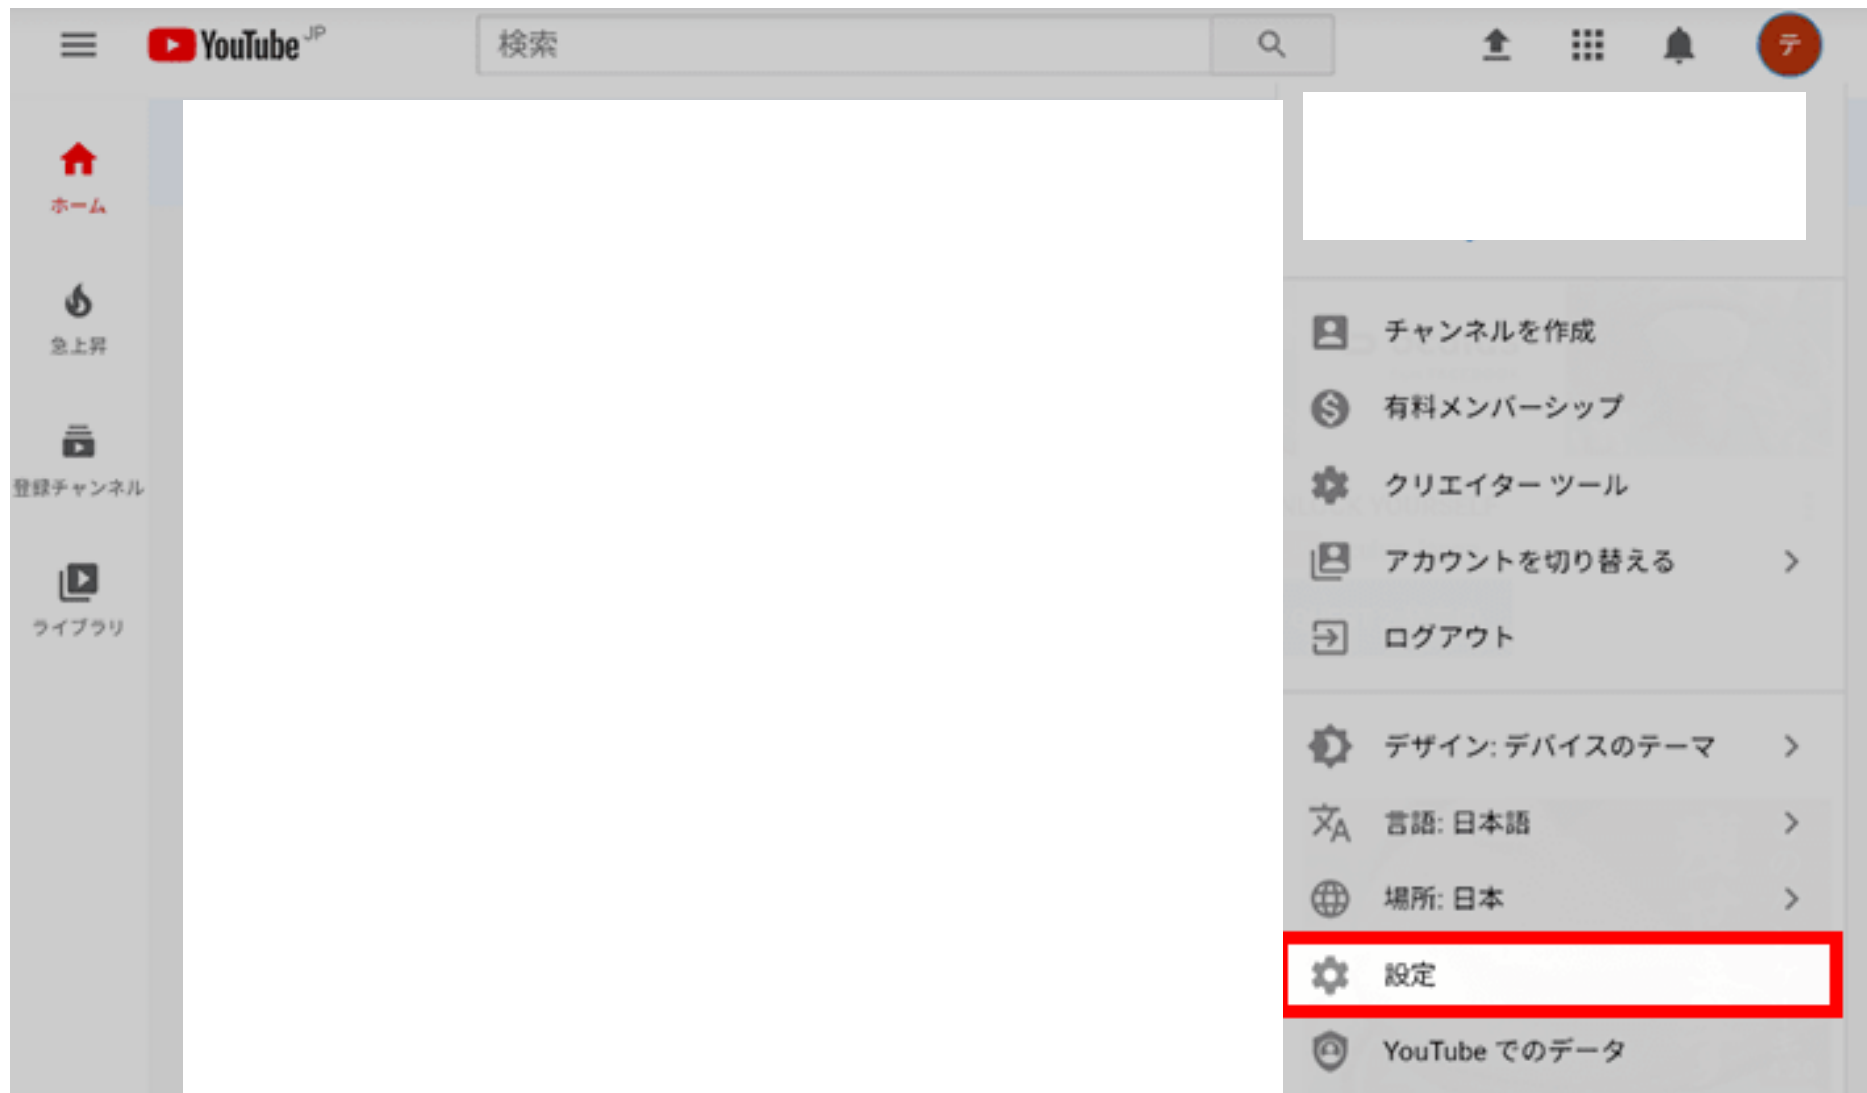 YouTube JP
検索
テ
ホーム
急上昇
登録チャンネル
ライブラリ
チャンネルを作成
有料メンバーシップ
クリエイター ツール
アカウントを切り替える
ログアウト
デザイン: デバイスのテーマ
言語: 日本語
場所: 日本
設定
YouTube でのデータ